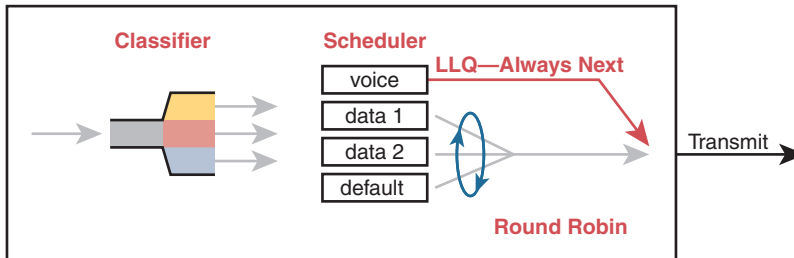 Classifier
Scheduler
LLQ—Always Next
voice
data 1
data 2
default
Transmit
Round Robin